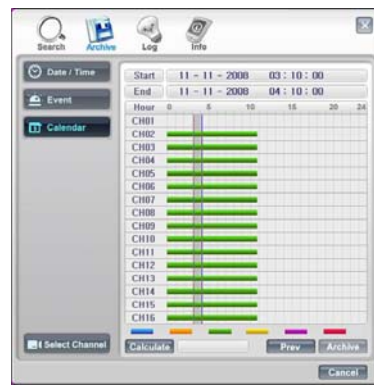 Search Archive Log Info
Date / Time
Event
Calendar
Start 11 - 11 - 2008 03 : 10 : 00
End 11 - 11 - 2008 04 : 10 : 00
Hour 0 5 10 15 20 24
CH01
CH02
CH03
CH04
CH05
CH06
CH07
CH08
CH09
CH10
CH11
CH12
CH13
CH14
CH15
CH16
Select Channel
Calculate Prev Archive
Cancel